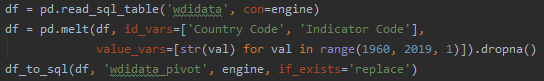 df = pd.read_sql_table('wdidata', con=engine)
df = pd.melt(df, id_vars=['Country Code', 'Indicator Code'],
value_vars=[str(val) for val in range(1960, 2019, 1)]).dropna()
df_to_sql(df, 'wdidata_pivot', engine, if_exists='replace')